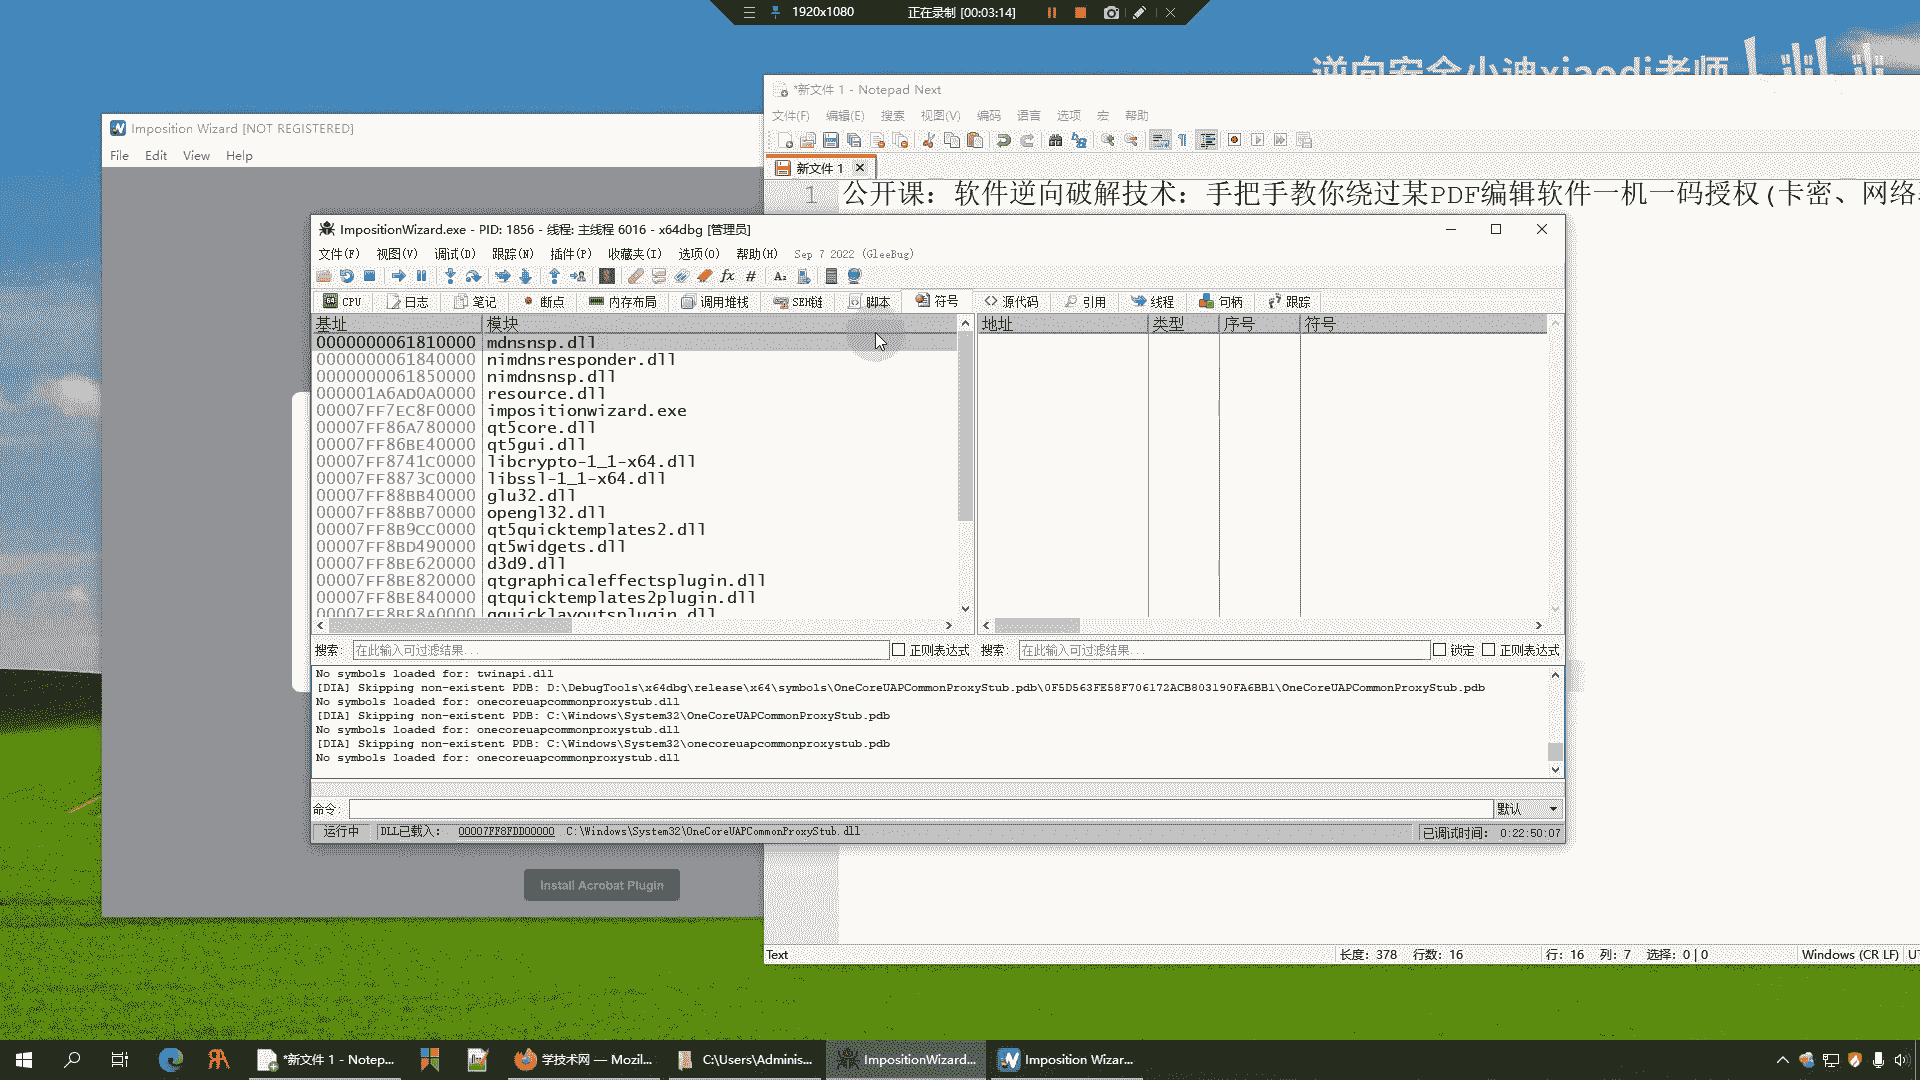 1920x1080
正在录制 [00:03:14]
逆向安全小迪xiaodi老师
*新文件 1 - Notepad Next
文件(F) 编辑(E) 搜索 视图(V) 编码 语言 选项 宏 帮助
新文件 1
1 公开课：软件逆向破解技术：手把手教你绕过某PDF编辑软件一机一码授权(卡密、网络
Imposition Wizard [NOT REGISTERED]
File Edit View Help
ImpositionWizard.exe - PID: 1856 - 线程: 主线程 6016 - x64dbg [管理员]
文件(F) 视图(V) 调试(D) 跟踪(N) 插件(P) 收藏夹(I) 选项(O) 帮助(H) Sep 7 2022 (GleeBug)
CPU 日志 笔记 断点 内存布局 调用堆栈 SEH链 脚本 符号 源代码 引用 线程 句柄 跟踪
基址 模块 地址 类型 序号 符号
0000000061810000 mdnsnsp.dll
0000000061840000 nimdnsresponder.dll
0000000061850000 nimdnsnsp.dll
000001A6AD0A0000 resource.dll
00007FF7EC8F0000 impositionwizard.exe
00007FF86A780000 qt5core.dll
00007FF86BE40000 qt5gui.dll
00007FF8741C0000 libcrypto-1_1-x64.dll
00007FF8873C0000 libssl-1_1-x64.dll
00007FF88BB40000 glu32.dll
00007FF88BB70000 opengl32.dll
00007FF8B9CC0000 qt5quicktemplates2.dll
00007FF8BD490000 qt5widgets.dll
00007FF8BE620000 d3d9.dll
00007FF8BE820000 qtgraphicaleffectsplugin.dll
00007FF8BE840000 qtquicktemplates2plugin.dll
00007FF8BE8A0000 qquicklayoutsplugin.dll
搜索: 在此输入可过滤结果... 正则表达式 搜索: 在此输入可过滤结果... 锁定 正则表达式
No symbols loaded for: twinapi.dll
[DIA] Skipping non-existent PDB: D:\DebugTools\x64dbg\release\x64\symbols\OneCoreUAPCommonProxyStub.pdb\0F5D563FE58F706172ACB803190FA6BB1\OneCoreUAPCommonProxyStub.pdb
No symbols loaded for: onecoreuapcommonproxystub.dll
[DIA] Skipping non-existent PDB: C:\Windows\System32\OneCoreUAPCommonProxyStub.pdb
No symbols loaded for: onecoreuapcommonproxystub.dll
[DIA] Skipping non-existent PDB: C:\Windows\System32\onecoreuapcommonproxystub.pdb
No symbols loaded for: onecoreuapcommonproxystub.dll
命令: 默认
运行中 DLL已载入: 00007FF8FDD00000 C:\Windows\System32\OneCoreUAPCommonProxyStub.dll 已调试时间: 0:22:50:07
Install Acrobat Plugin
Text 长度: 378 行数: 16 行: 16 列: 7 选择: 0 | 0 Windows (CR LF)
*新文件 1 - Notep... 学技术网 — Mozil... C:\Users\Adminis... ImpositionWizard... Imposition Wizar...